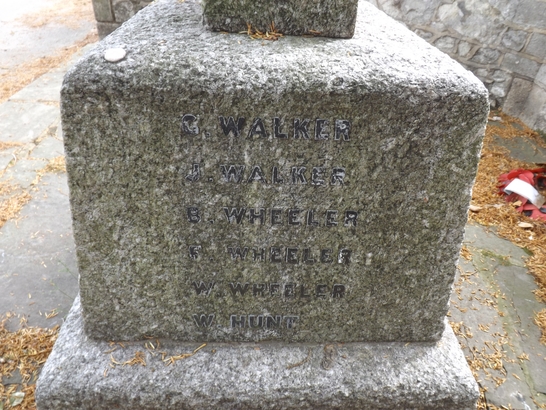 G. WALKER
J. WALKER
B. WHEELER
F. WHEELER
W. WHEELER
W. HUNT